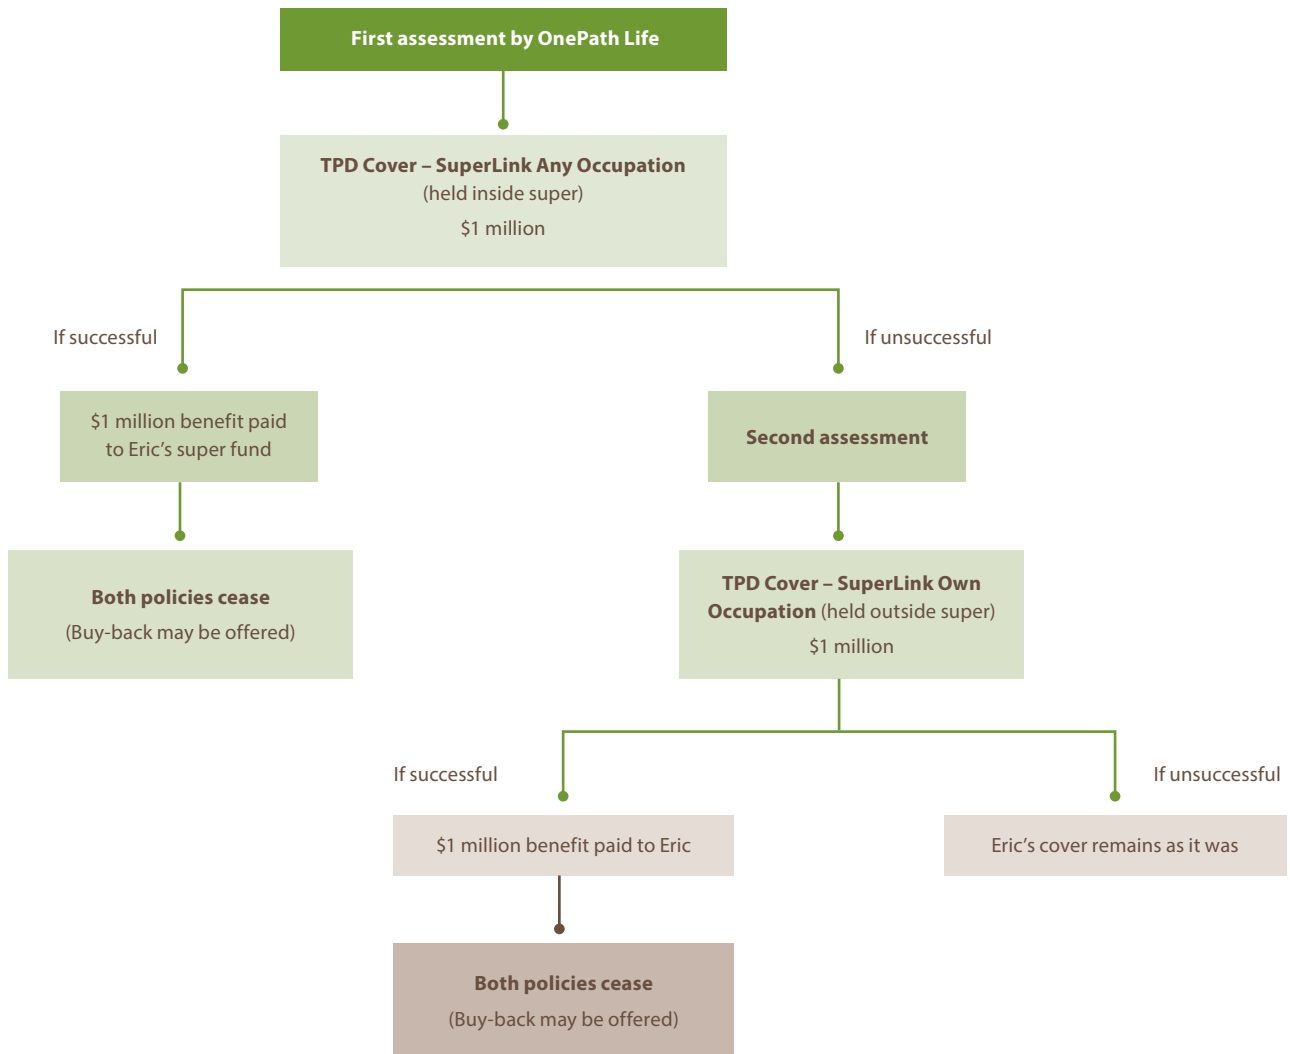 First assessment by OnePath Life
TPD Cover – SuperLink Any Occupation
(held inside super)
$1 million
If successful
If unsuccessful
$1 million benefit paid
to Eric’s super fund
Second assessment
Both policies cease
(Buy-back may be offered)
TPD Cover – SuperLink Own
Occupation (held outside super)
$1 million
If successful
If unsuccessful
$1 million benefit paid to Eric
Eric’s cover remains as it was
Both policies cease
(Buy-back may be offered)